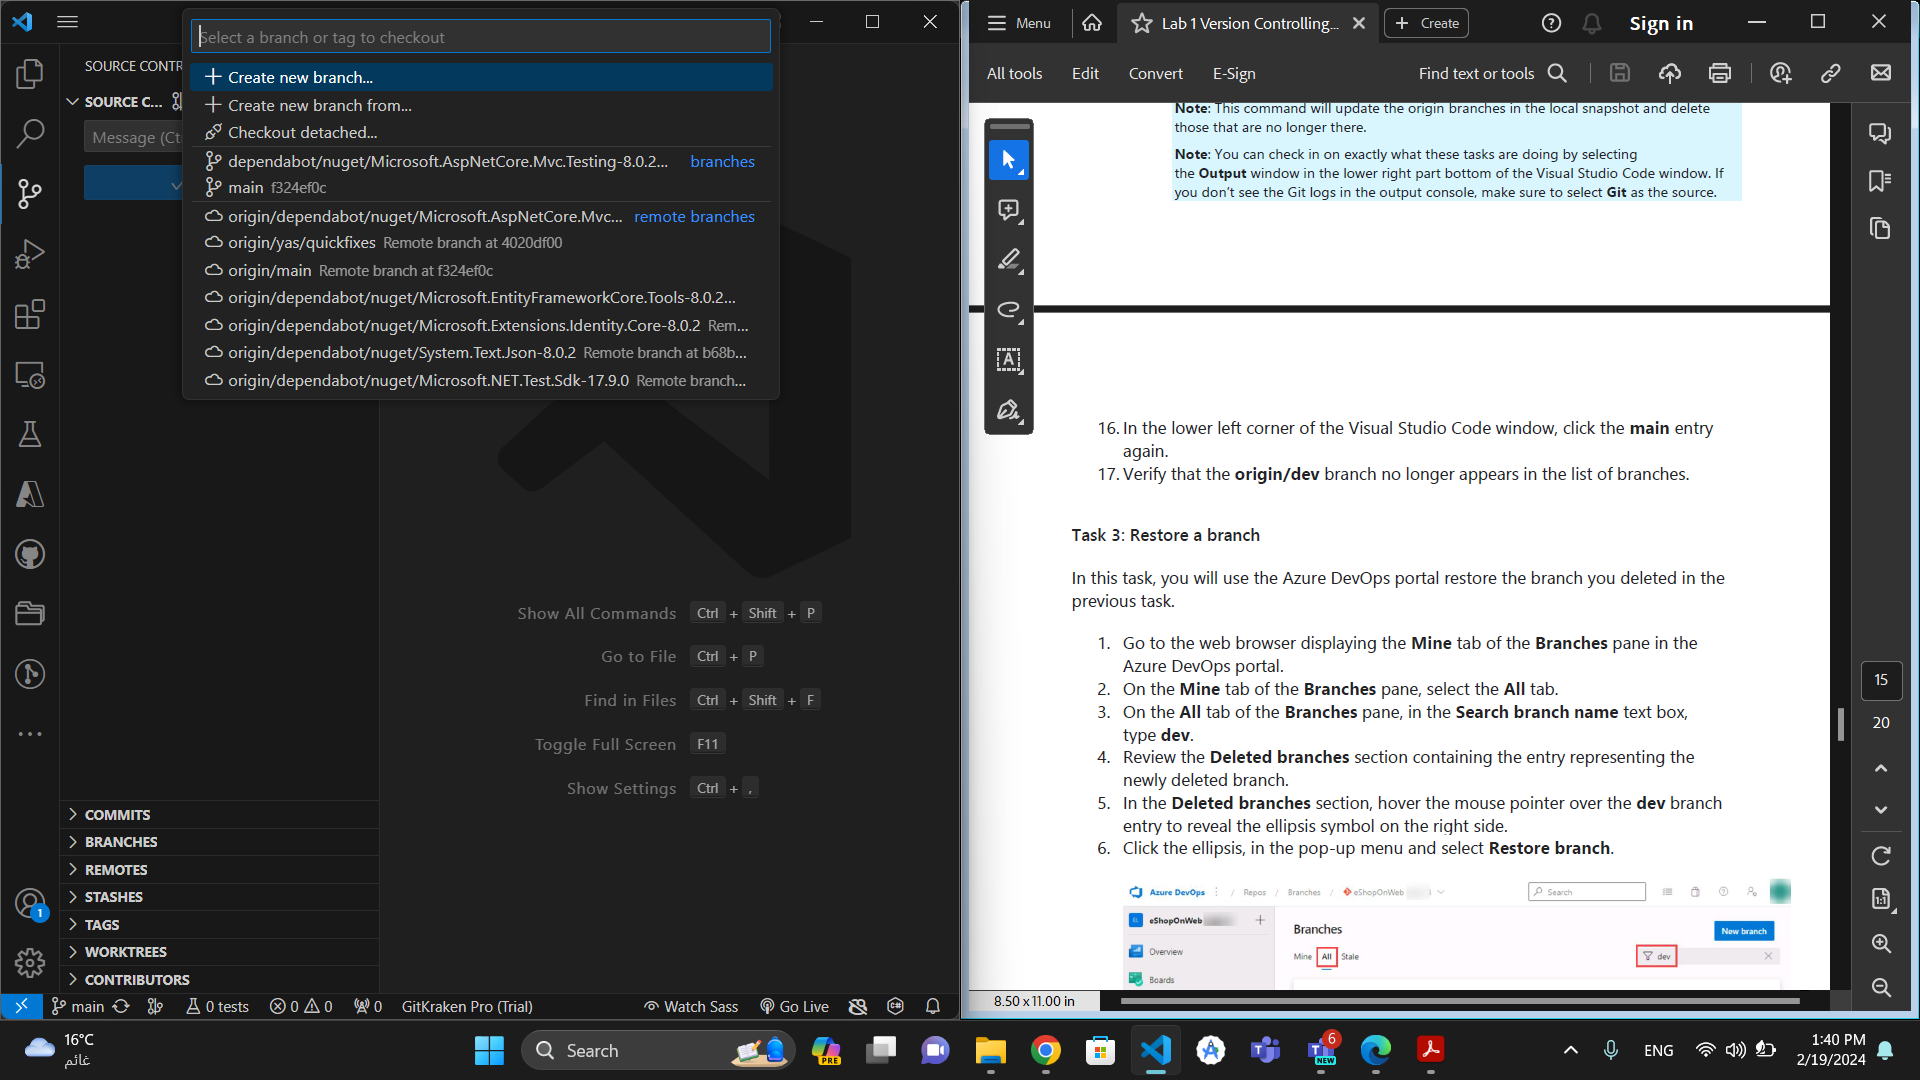 Select a branch or tag to checkout
Create new branch...
Create new branch from...
Checkout detached...
dependabot/nuget/Microsoft.AspNetCore.Mvc.Testing-8.0.2... branches
main f324ef0c
origin/dependabot/nuget/Microsoft.AspNetCore.Mvc... remote branches
origin/yas/quickfixes Remote branch at 4020df00
origin/main Remote branch at f324ef0c
origin/dependabot/nuget/Microsoft.EntityFrameworkCore.Tools-8.0.2...
origin/dependabot/nuget/Microsoft.Extensions.Identity.Core-8.0.2 Rem...
origin/dependabot/nuget/System.Text.Json-8.0.2 Remote branch at b68b...
origin/dependabot/nuget/Microsoft.NET.Test.Sdk-17.9.0 Remote branch...
SOURCE CONTR
SOURCE C...
Message (Ct
Show All Commands Ctrl + Shift + P
Go to File Ctrl + P
Find in Files Ctrl + Shift + F
Toggle Full Screen F11
Show Settings Ctrl + ,
COMMITS
BRANCHES
REMOTES
STASHES
TAGS
WORKTREES
CONTRIBUTORS
1
main 0 tests 0 0 0 GitKraken Pro (Trial) Watch Sass Go Live
Menu Lab 1 Version Controlling... Create Sign in
All tools Edit Convert E-Sign Find text or tools
Note: This command will update the origin branches in the local snapshot and delete
those that are no longer there.
Note: You can check in on exactly what these tasks are doing by selecting
the Output window in the lower right part bottom of the Visual Studio Code window. If
you don't see the Git logs in the output console, make sure to select Git as the source.
16. In the lower left corner of the Visual Studio Code window, click the main entry
again.
17. Verify that the origin/dev branch no longer appears in the list of branches.
Task 3: Restore a branch
In this task, you will use the Azure DevOps portal restore the branch you deleted in the
previous task.
1. Go to the web browser displaying the Mine tab of the Branches pane in the
Azure DevOps portal.
2. On the Mine tab of the Branches pane, select the All tab.
3. On the All tab of the Branches pane, in the Search branch name text box,
type dev.
4. Review the Deleted branches section containing the entry representing the
newly deleted branch.
5. In the Deleted branches section, hover the mouse pointer over the dev branch
entry to reveal the ellipsis symbol on the right side.
6. Click the ellipsis, in the pop-up menu and select Restore branch.
Azure DevOps / Repos / Branches / eShopOnWeb Search
eShopOnWeb
Overview
Boards
Branches
New branch
Mine All Stale dev
8.50 x 11.00 in
15
20
1:1
16°C
غائم
Search
PRE
6
NEW
ENG
1:40 PM
2/19/2024